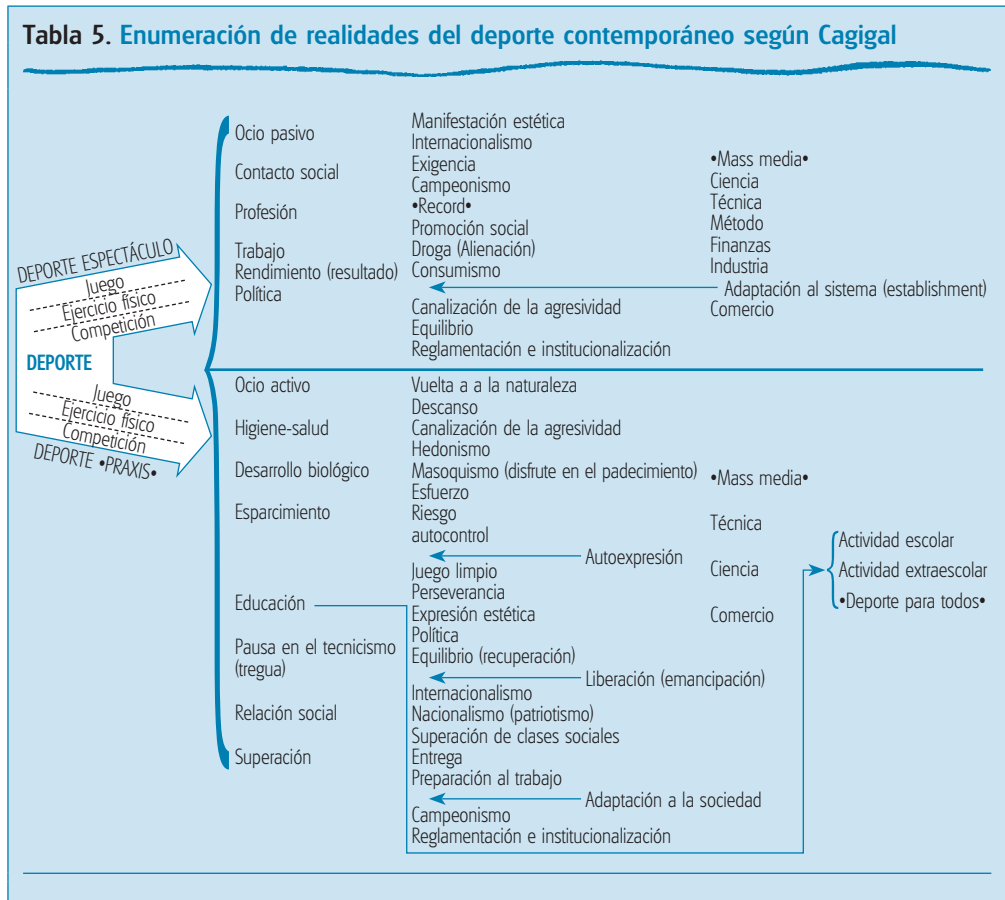 Tabla 5. Enumeración de realidades del deporte contemporáneo según Cagigal
DEPORTE ESPECTÁCULO
Juego
Ejercicio físico
Competición
DEPORTE
Juego
Ejercicio físico
Competición
DEPORTE •PRAXIS•
Ocio pasivo
Contacto social
Profesión
Trabajo
Rendimiento (resultado)
Política
Manifestación estética
Internacionalismo
Exigencia
Campeonismo
•Record•
Promoción social
Droga (Alienación)
Consumismo
Canalización de la agresividad
Equilibrio
Reglamentación e institucionalización
•Mass media•
Ciencia
Técnica
Método
Finanzas
Industria
Adaptación al sistema (establishment)
Comercio
Ocio activo
Higiene-salud
Desarrollo biológico
Esparcimiento
Educación
Pausa en el tecnicismo
(tregua)
Relación social
Superación
Vuelta a a la naturaleza
Descanso
Canalización de la agresividad
Hedonismo
Masoquismo (disfrute en el padecimiento)
Esfuerzo
Riesgo
autocontrol
Autoexpresión
Juego limpio
Perseverancia
Expresión estética
Política
Equilibrio (recuperación)
Liberación (emancipación)
Internacionalismo
Nacionalismo (patriotismo)
Superación de clases sociales
Entrega
Preparación al trabajo
Adaptación a la sociedad
Campeonismo
Reglamentación e institucionalización
•Mass media•
Técnica
Ciencia
Comercio
Actividad escolar
Actividad extraescolar
•Deporte para todos•